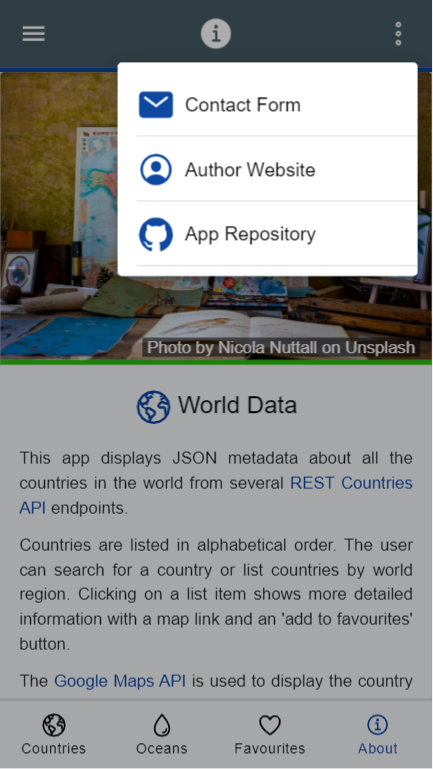 Contact Form
Author Website
App Repository
Photo by Nicola Nuttall on Unsplash
World Data
This app displays JSON metadata about all the
countries in the world from several REST Countries
API endpoints.
Countries are listed in alphabetical order. The user
can search for a country or list countries by world
region. Clicking on a list item shows more detailed
information with a map link and an 'add to favourites'
button.
The Google Maps API is used to display the country
Countries
Oceans
Favourites
About